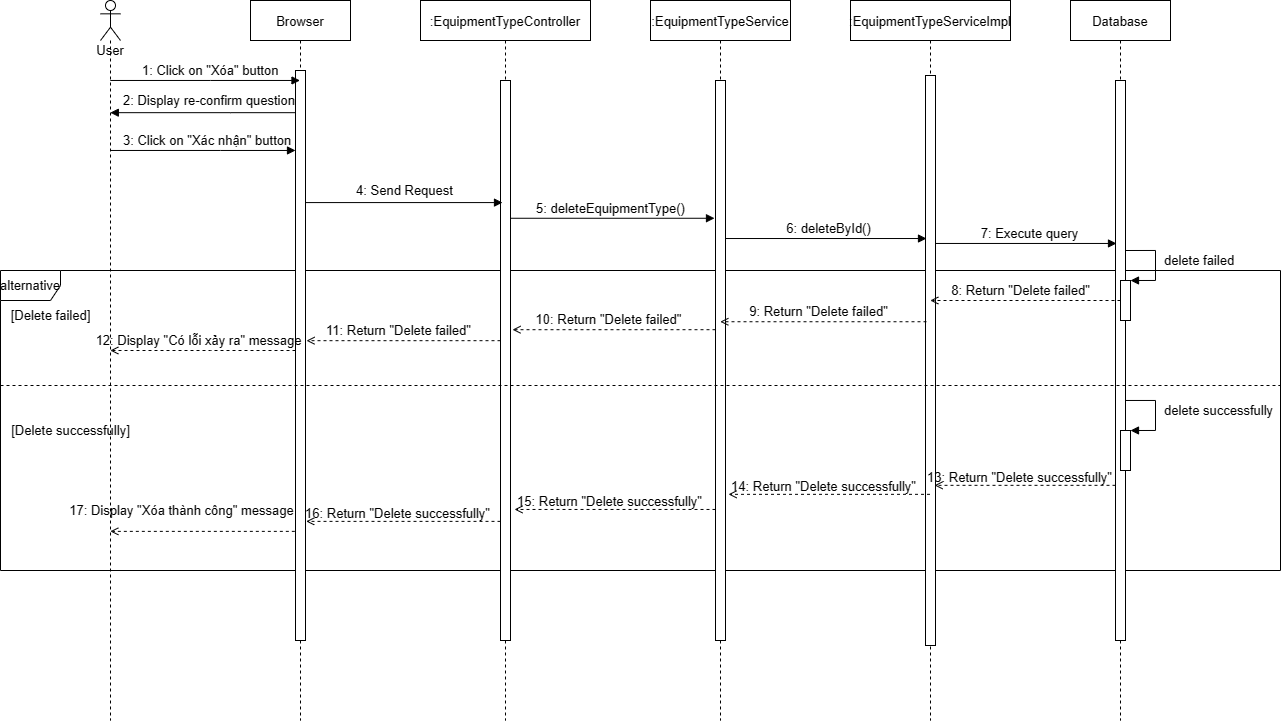 Browser
:EquipmentTypeController
:EquipmentTypeService
:EquipmentTypeServiceImpl
Database
User
1: Click on "Xóa" button
2: Display re-confirm question
3: Click on "Xác nhận" button
4: Send Request
5: deleteEquipmentType()
6: deleteById()
7: Execute query
delete failed
alternative
[Delete failed]
8: Return "Delete failed"
9: Return "Delete failed"
10: Return "Delete failed"
11: Return "Delete failed"
12: Display "Có lỗi xảy ra" message
delete successfully
[Delete successfully]
13: Return "Delete successfully"
14: Return "Delete successfully"
15: Return "Delete successfully"
16: Return "Delete successfully"
17: Display "Xóa thành công" message